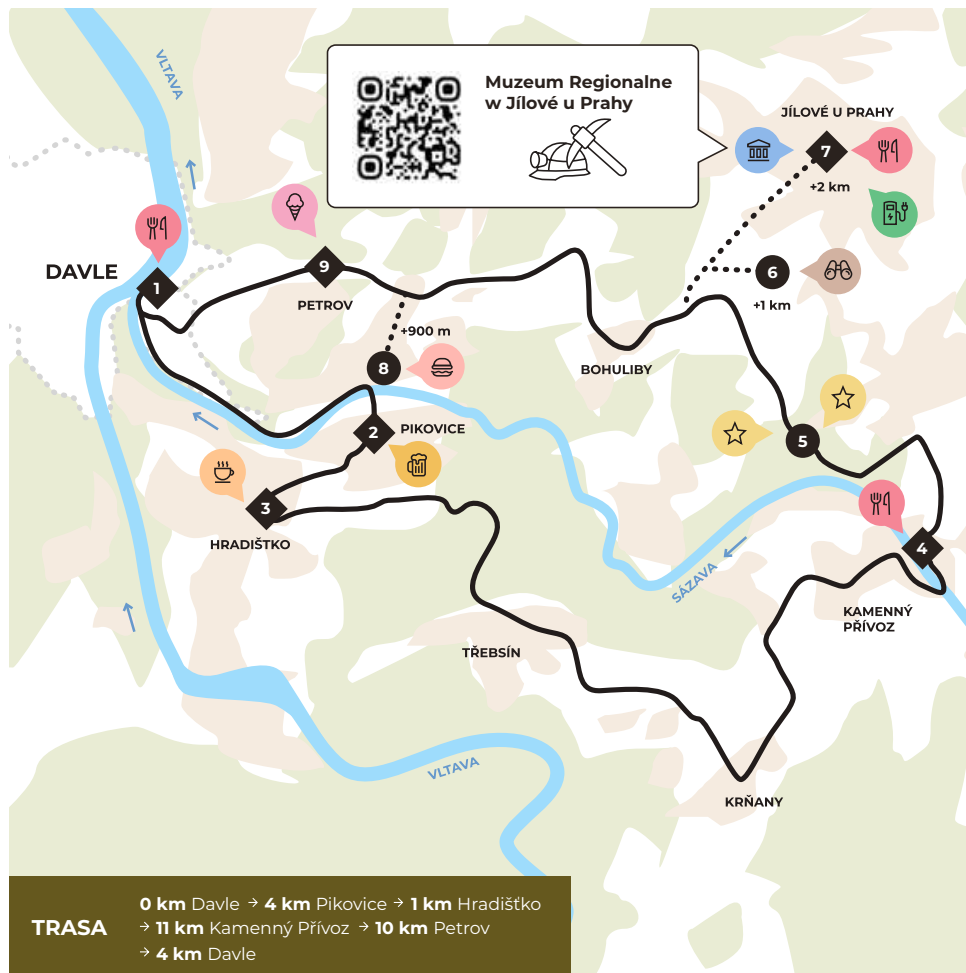 VLTAVA
Muzeum Regionalne
w Jílové u Prahy
JÍLOVÉ U PRAHY
7
+2 km
DAVLE
1
9
PETROV
6
+1 km
+900 m
8
BOHULIBY
2
PIKOVICE
5
3
HRADIŠTKO
4
SÁZAVA
KAMENNÝ
PŘÍVOZ
TŘEBSÍN
VLTAVA
KRŇANY
TRASA
0 km Davle → 4 km Pikovice → 1 km Hradišťko
→ 11 km Kamenný Přívoz → 10 km Petrov
→ 4 km Davle